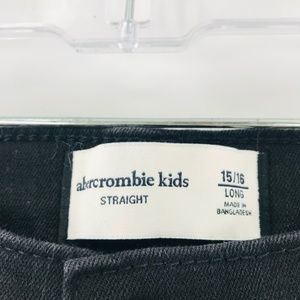 abercrombie kids
STRAIGHT
15/16
LONG
MADE IN
BANGLADESH